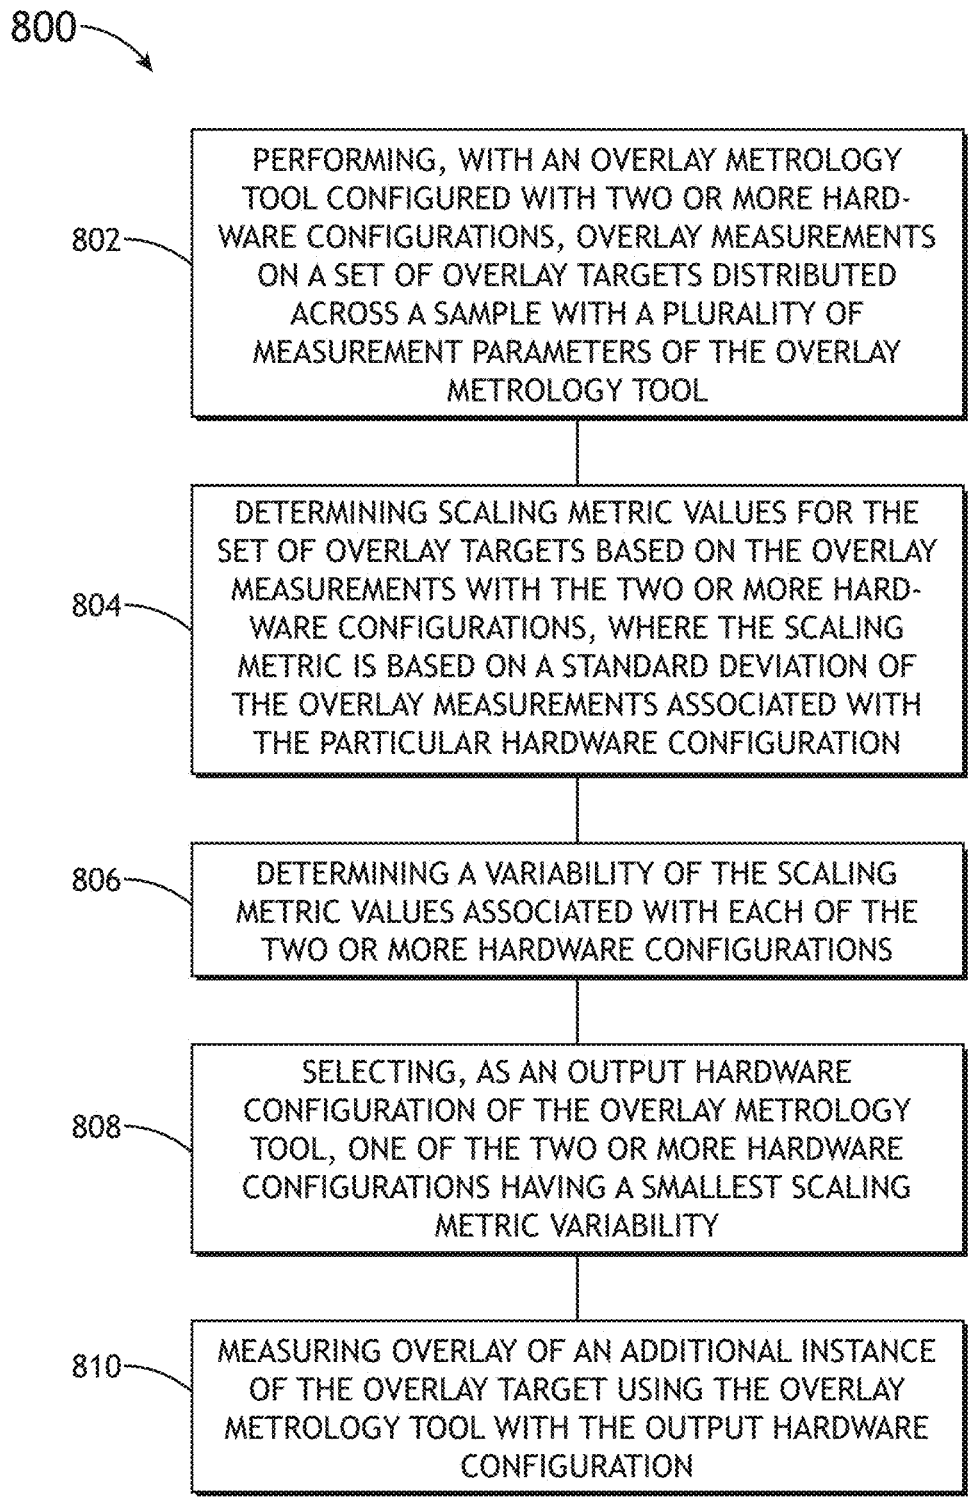 800
802
PERFORMING, WITH AN OVERLAY METROLOGY
TOOL CONFIGURED WITH TWO OR MORE HARD-
WARE CONFIGURATIONS, OVERLAY MEASUREMENTS
ON A SET OF OVERLAY TARGETS DISTRIBUTED
ACROSS A SAMPLE WITH A PLURALITY OF
MEASUREMENT PARAMETERS OF THE OVERLAY
METROLOGY TOOL
804
DETERMINING SCALING METRIC VALUES FOR THE
SET OF OVERLAY TARGETS BASED ON THE OVERLAY
MEASUREMENTS WITH THE TWO OR MORE HARD-
WARE CONFIGURATIONS, WHERE THE SCALING
METRIC IS BASED ON A STANDARD DEVIATION OF
THE OVERLAY MEASUREMENTS ASSOCIATED WITH
THE PARTICULAR HARDWARE CONFIGURATION
806
DETERMINING A VARIABILITY OF THE SCALING
METRIC VALUES ASSOCIATED WITH EACH OF THE
TWO OR MORE HARDWARE CONFIGURATIONS
808
SELECTING, AS AN OUTPUT HARDWARE
CONFIGURATION OF THE OVERLAY METROLOGY
TOOL, ONE OF THE TWO OR MORE HARDWARE
CONFIGURATIONS HAVING A SMALLEST SCALING
METRIC VARIABILITY
810
MEASURING OVERLAY OF AN ADDITIONAL INSTANCE
OF THE OVERLAY TARGET USING THE OVERLAY
METROLOGY TOOL WITH THE OUTPUT HARDWARE
CONFIGURATION